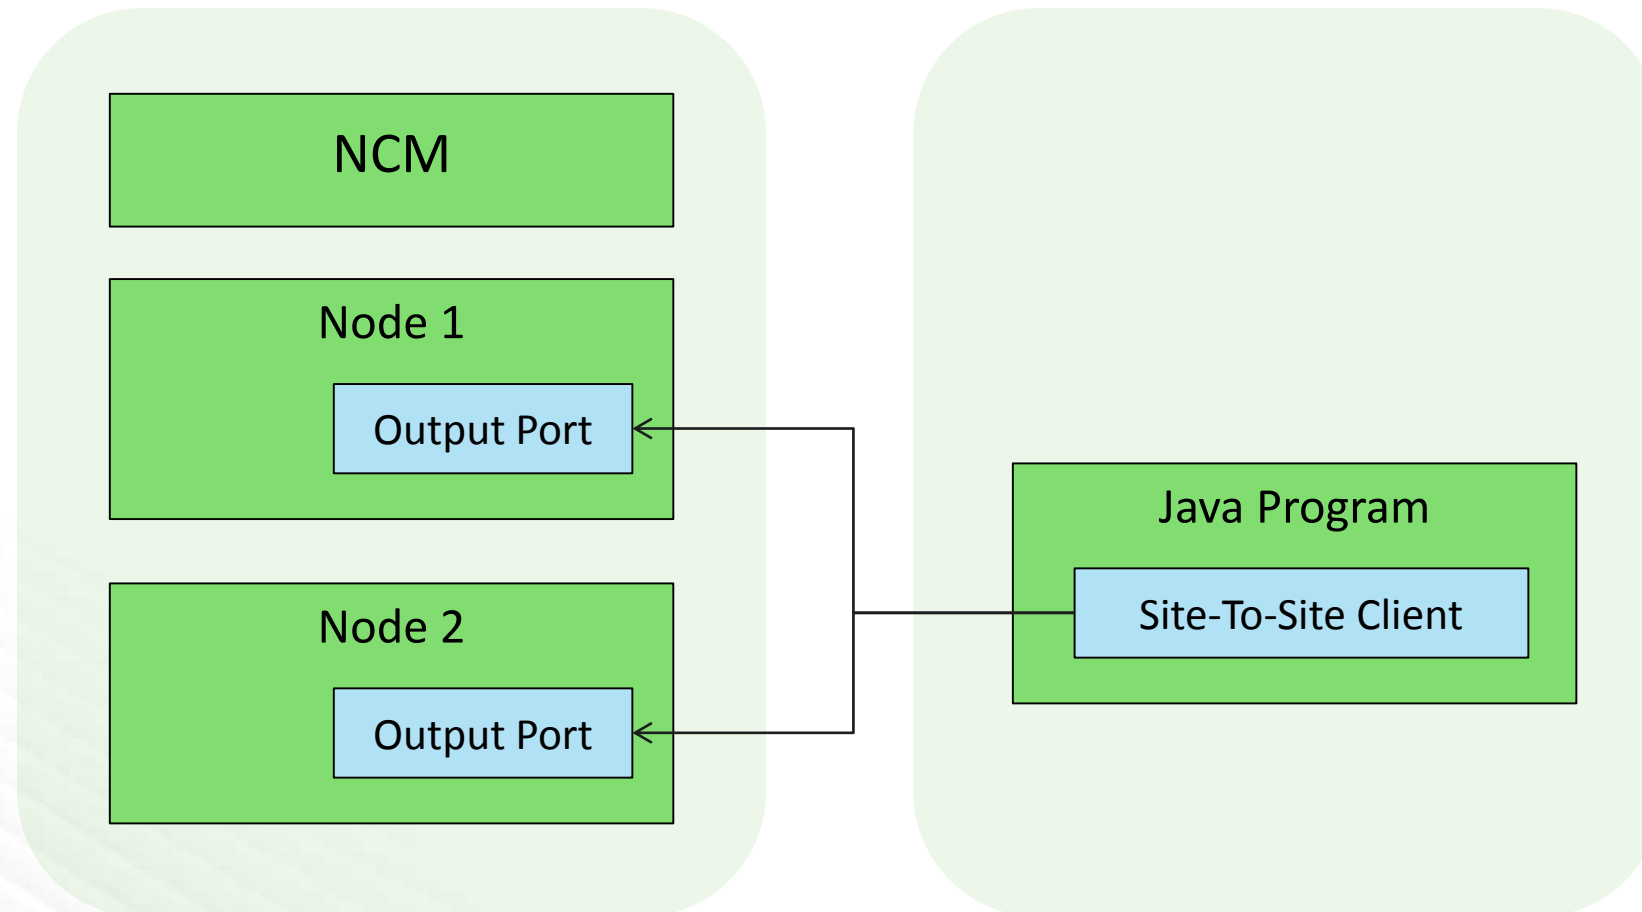 NCM
Node 1
Output Port
Node 2
Output Port
Java Program
Site-To-Site Client